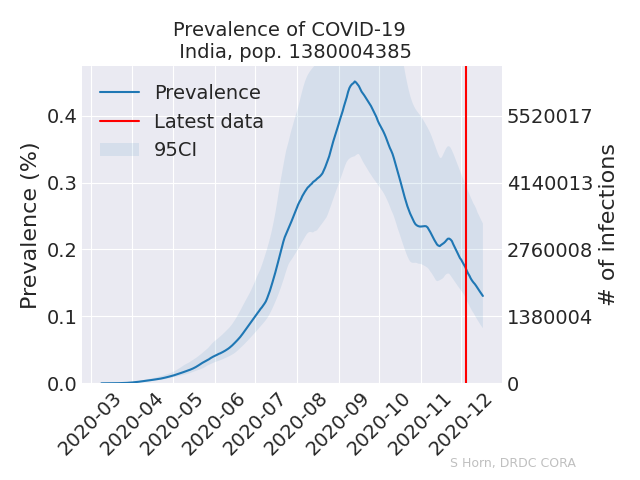 Prevalence of COVID-19
India, pop. 1380004385
Prevalence
Latest data
95CI
Prevalence (%)
0.4
0.3
0.2
0.1
0.0
5520017
4140013
2760008
1380004
0
# of infections
2020-03
2020-04
2020-05
2020-06
2020-07
2020-08
2020-09
2020-10
2020-11
2020-12
S Horn, DRDC CORA